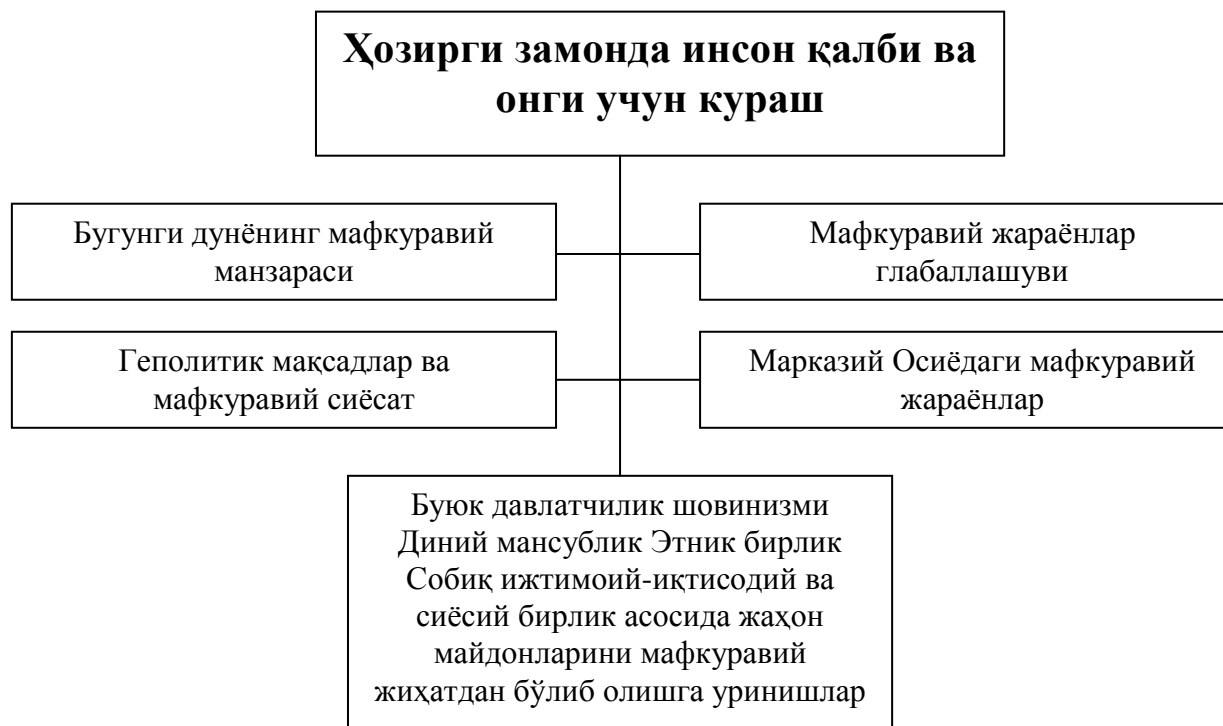 Ҳозирги замонда инсон қалби ва
онги учун кураш
Бугунги дунёнинг мафкуравий
манзараси
Мафкуравий жараёнлар
глабаллашуви
Геполитик мақсадлар ва
мафкуравий сиёсат
Марказий Осиёдаги мафкуравий
жараёнлар
Буюк давлатчилик шовинизми
Диний мансублик Этник бирлик
Собиқ ижтимоий-иқтисодий ва
сиёсий бирлик асосида жаҳон
майдонларини мафкуравий
жиҳатдан бўлиб олишга уринишлар